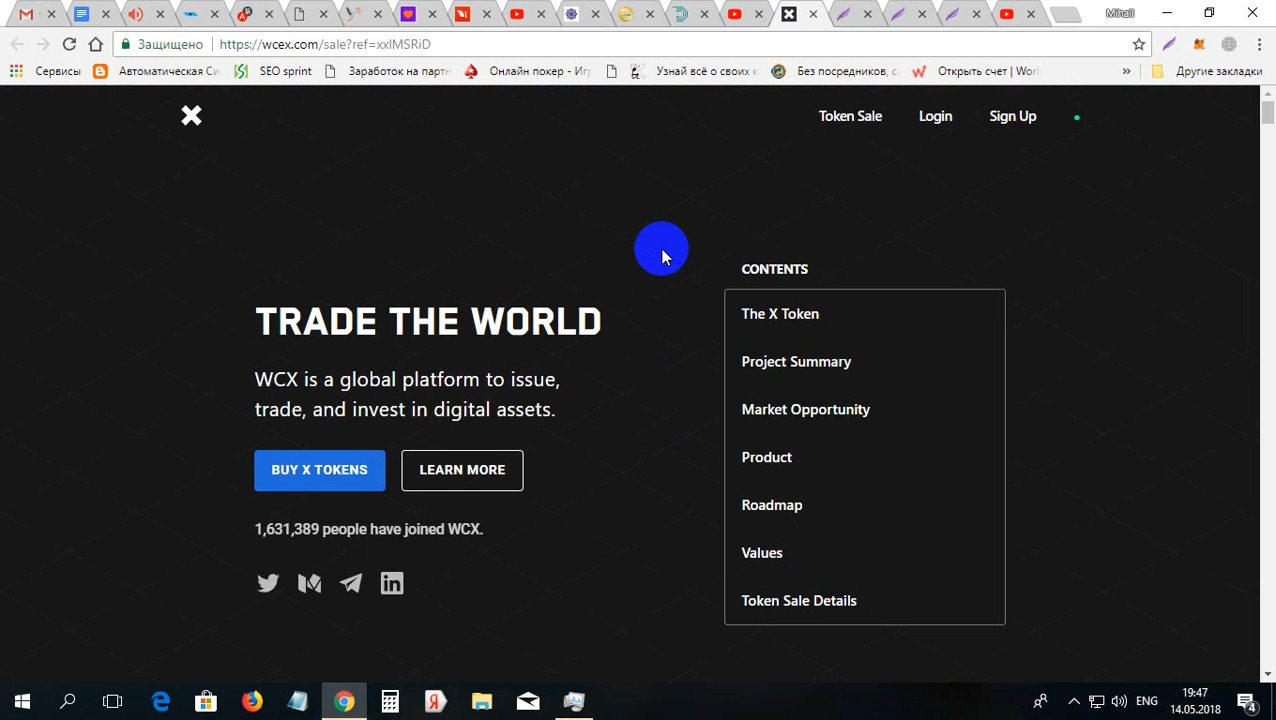 Mihail
Защищено
https://wcex.com/sale?ref=xxIMSRiD
Сервисы
Автоматическая Си
SEO sprint
Заработок на партн
Онлайн покер - Иг
Узнай всё о своих к
Без посредников, са
Открыть счет | Worl
»
Другие закладки
Token Sale
Login
Sign Up
CONTENTS
The X Token
Project Summary
Market Opportunity
Product
Roadmap
Values
Token Sale Details
TRADE THE WORLD
WCX is a global platform to issue,
trade, and invest in digital assets.
BUY X TOKENS
LEARN MORE
1,631,389 people have joined WCX.
ENG
19:47
14.05.2018
4